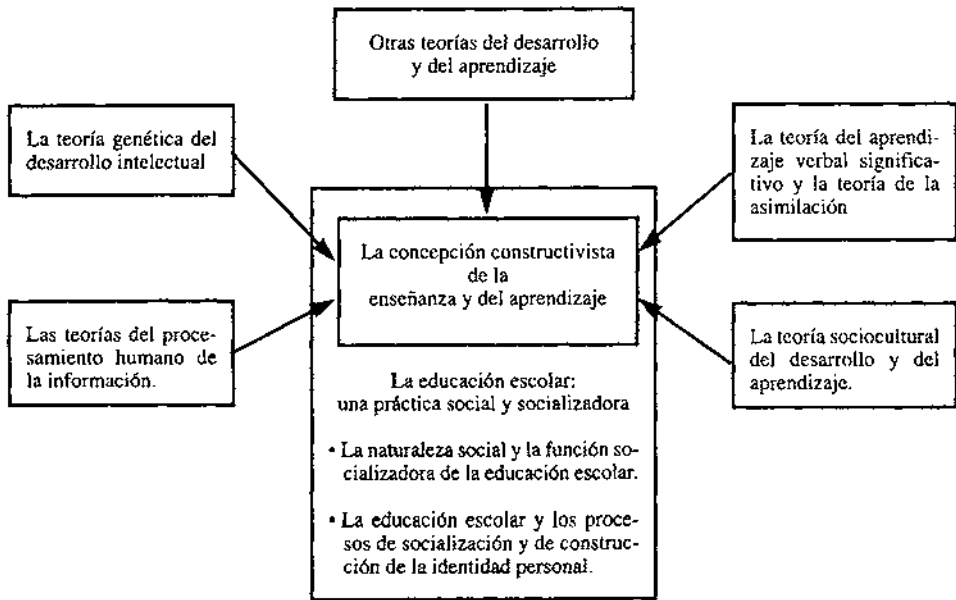 Otras teorías del desarrollo
y del aprendizaje
La teoría genética del
desarrollo intelectual
La teoría del aprendi-
zaje verbal significa-
tivo y la teoría de la
asimilación
La concepción constructivista
de la
enseñanza y del aprendizaje
Las teorías del proce-
samiento humano de
la información.
La teoría sociocultural
del desarrollo y del
aprendizaje.
La educación escolar:
una práctica social y socializadora
• La naturaleza social y la función so-
cializadora de la educación escolar.
• La educación escolar y los proce-
sos de socialización y de construc-
ción de la identidad personal.